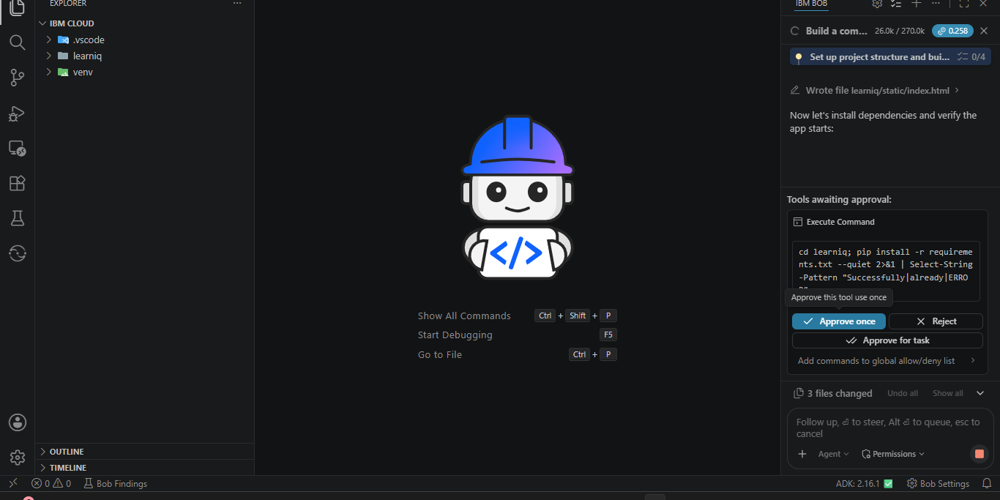 EXPLORER
IBM CLOUD
.vscode
learniq
venv
OUTLINE
TIMELINE
</>
Show All Commands Ctrl + Shift + P
Start Debugging F5
Go to File Ctrl + P
IBM BOB
Build a com... 26.0k / 270.0k 0.258
Set up project structure and bui... 0/4
Wrote file learniq/static/index.html
Now let's install dependencies and verify the
app starts:
Tools awaiting approval:
Execute Command
cd learniq; pip install -r requireme
nts.txt --quiet 2>&1 | Select-String
-Pattern "Successfully|already|ERRO
Approve this tool use once
Approve once Reject
Approve for task
Add commands to global allow/deny list
3 files changed Undo all Show all
Follow up, ⏎ to steer, Alt ⏎ to queue, esc to
cancel
Agent Permissions
0 0 Bob Findings ADK: 2.16.1 Bob Settings